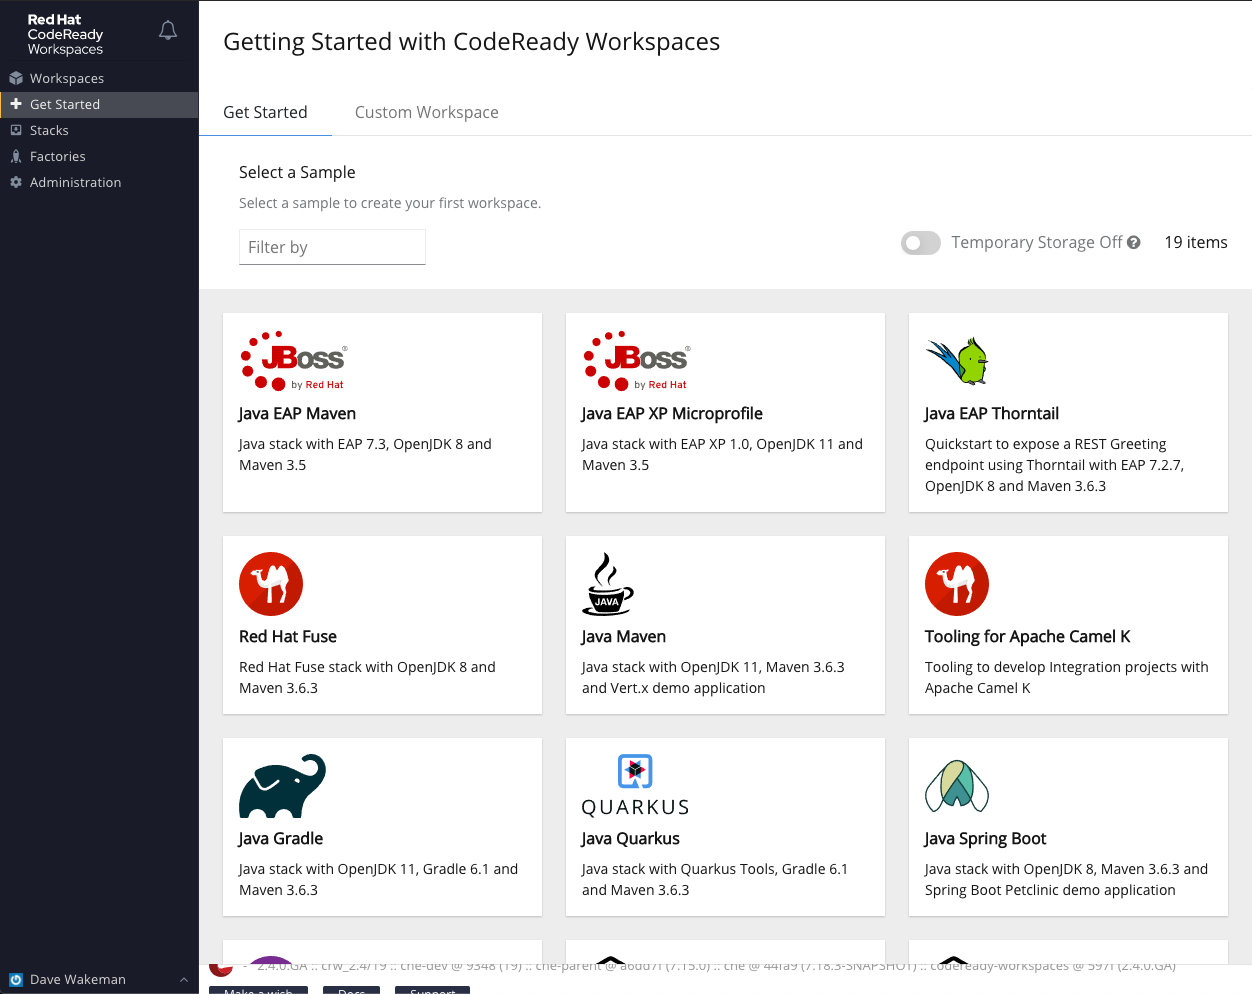 Red Hat
CodeReady
Workspaces
Workspaces
Get Started
Stacks
Factories
Administration
Dave Wakeman
Getting Started with CodeReady Workspaces
Get Started
Custom Workspace
Select a Sample
Select a sample to create your first workspace.
Filter by
Temporary Storage Off
19 items
JBoss®
by Red Hat
Java EAP Maven
Java stack with EAP 7.3, OpenJDK 8 and
Maven 3.5
JBoss®
by Red Hat
Java EAP XP Microprofile
Java stack with EAP XP 1.0, OpenJDK 11 and
Maven 3.5
Java EAP Thorntail
Quickstart to expose a REST Greeting
endpoint using Thorntail with EAP 7.2.7,
OpenJDK 8 and Maven 3.6.3
Red Hat Fuse
Red Hat Fuse stack with OpenJDK 8 and
Maven 3.6.3
JAVA
Java Maven
Java stack with OpenJDK 11, Maven 3.6.3
and Vert.x demo application
Tooling for Apache Camel K
Tooling to develop Integration projects with
Apache Camel K
Java Gradle
Java stack with OpenJDK 11, Gradle 6.1 and
Maven 3.6.3
QUARKUS
Java Quarkus
Java stack with Quarkus Tools, Gradle 6.1
and Maven 3.6.3
Java Spring Boot
Java stack with OpenJDK 8, Maven 3.6.3 and
Spring Boot Petclinic demo application
- 2.4.0.GA :: crw_2.4/19 :: che-dev @ 9348 (19) :: che-parent @ a6dd7f (7.15.0) :: che @ 44fa9 (7.18.3-SNAPSHOT) :: codeready-workspaces @ 597f (2.4.0.GA)
Make a wish
Docs
Support